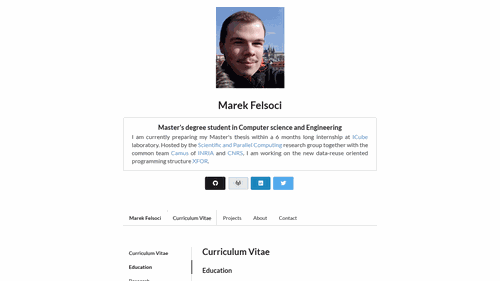 Marek Felsoci
Master's degree student in Computer science and Engineering
I am currently preparing my Master's thesis within a 6 months long internship at ICube
laboratory. Hosted by the Scientific and Parallel Computing research group together with the
common team Camus of INRIA and CNRS, I am working on the new data-reuse oriented
programming structure XFOR.
Marek Felsoci Curriculum Vitae Projects About Contact
Curriculum Vitae
Curriculum Vitae
Education
Education